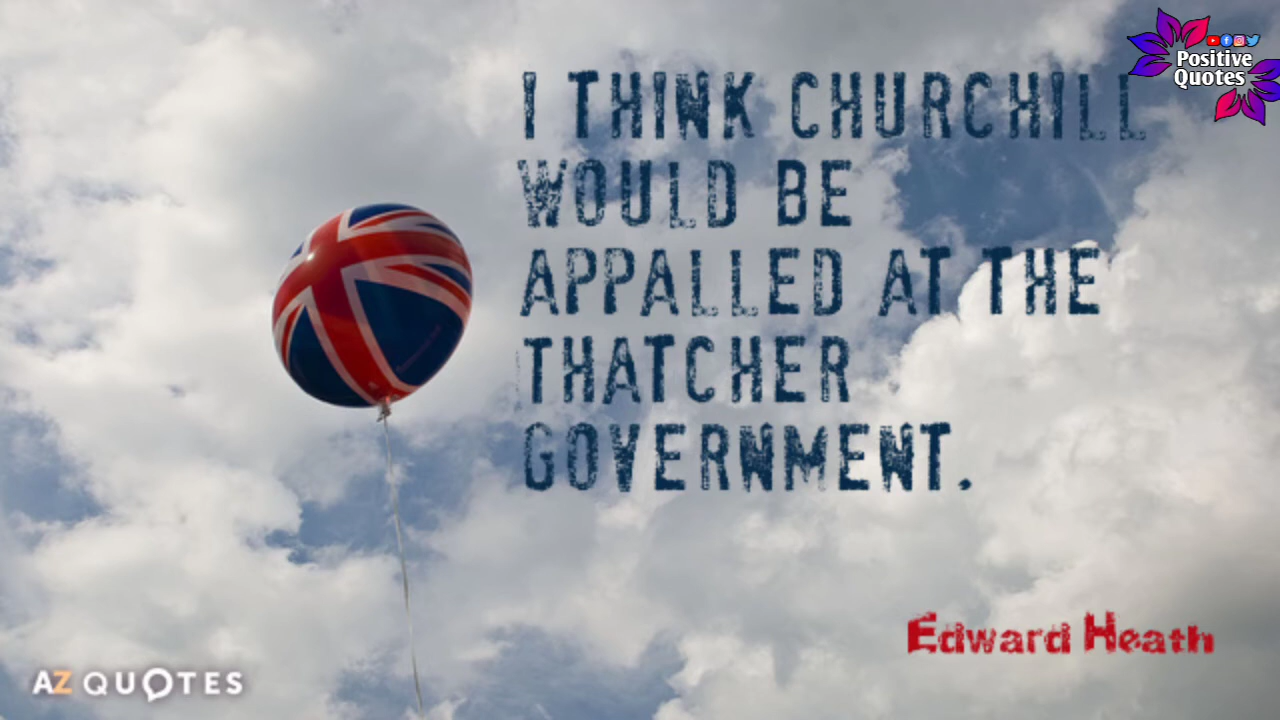 I THINK CHURCHILL
WOULD BE
APPALLED AT THE
THATCHER
GOVERNMENT.
Edward Heath
AZ QUOTES
Positive
Quotes